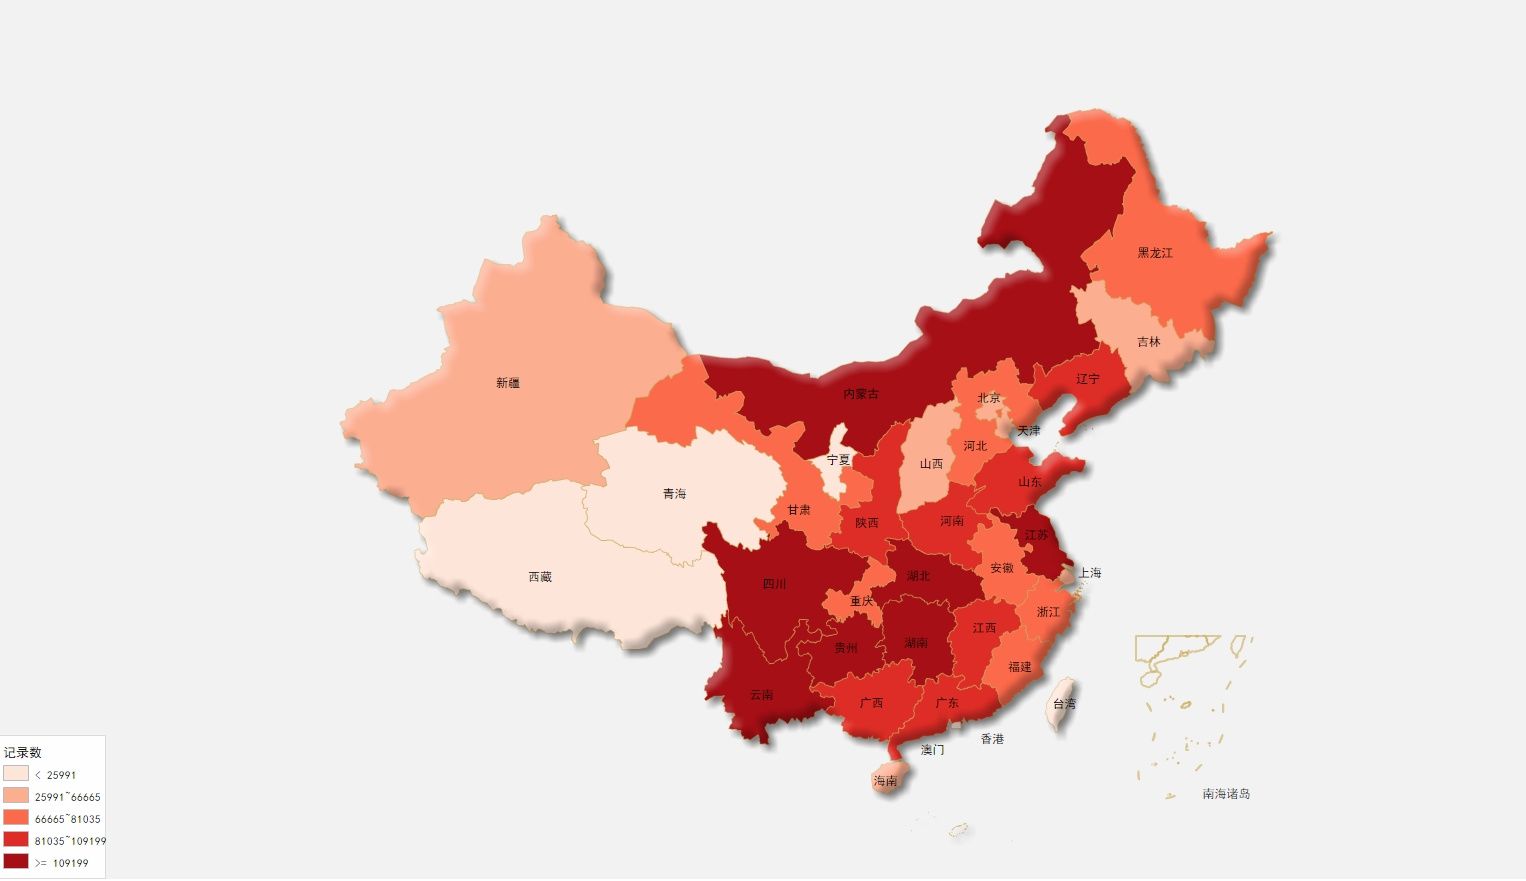 黑龙江
吉林
新疆
辽宁
内蒙古
北京
天津
河北
宁夏
山西
山东
青海
甘肃
河南
陕西
江苏
安徽
上海
湖北
西藏
四川
重庆
浙江
江西
湖南
贵州
福建
云南
广西
广东
台湾
香港
澳门
海南
南海诸岛
记录数
< 25991
25991~66665
66665~81035
81035~109199
>= 109199